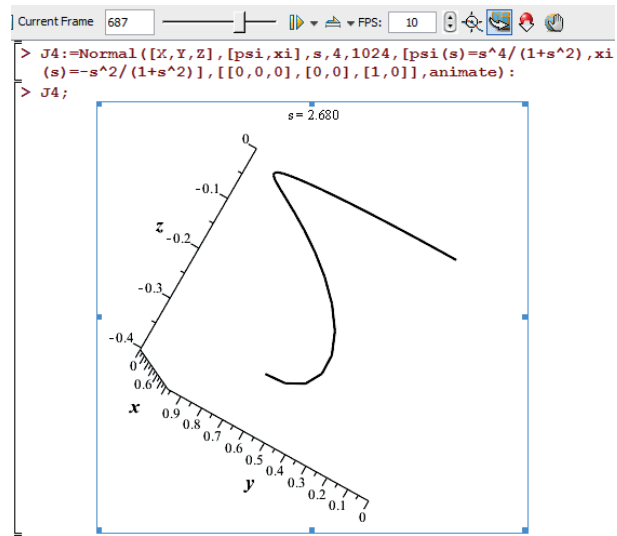 Current Frame 687 FPS: 10
> J4:=Normal([X,Y,Z],[psi,xi],s,4,1024,[psi(s)=s^4/(1+s^2),xi
(s)=-s^2/(1+s^2)],[[0,0,0],[0,0],[1,0]],animate):
> J4;
s = 2.680
0
-0.1
z
-0.2
-0.3
-0.4
0
0.6
x
0.9
0.8
0.7
0.6
0.5
0.4
y
0.3
0.2
0.1
0